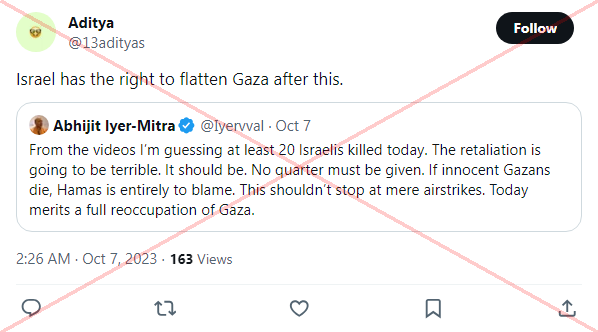 Aditya
@13adityas
Follow
Israel has the right to flatten Gaza after this.
Abhijit Iyer-Mitra @Iyervval · Oct 7
From the videos I'm guessing at least 20 Israelis killed today. The retaliation is
going to be terrible. It should be. No quarter must be given. If innocent Gazans
die, Hamas is entirely to blame. This shouldn't stop at mere airstrikes. Today
merits a full reoccupation of Gaza.
2:26 AM · Oct 7, 2023 · 163 Views